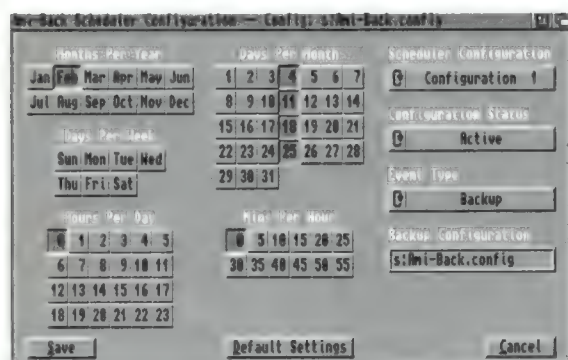 Ami-Back Scheduler Configuration — Config: s:Ami-Back.config
Months Per Year
Jan Feb Mar Apr May Jun
Jul Aug Sep Oct Nov Dec
Days Per Week
Sun Mon Tue Wed
Thu Fri Sat
Hours Per Day
0 1 2 3 4 5
6 7 8 9 10 11
12 13 14 15 16 17
18 19 20 21 22 23
Days Per Month
1 2 3 4 5 6 7
8 9 10 11 12 13 14
15 16 17 18 19 20 21
22 23 24 25 26 27 28
29 30 31
Mins Per Hour
0 5 10 15 20 25
30 35 40 45 50 55
Scheduler Configuration
Configuration 1
Configuration Status
Active
Event Type
Backup
Backup Configuration
s:Ami-Back.config
Save
Default Settings
Cancel